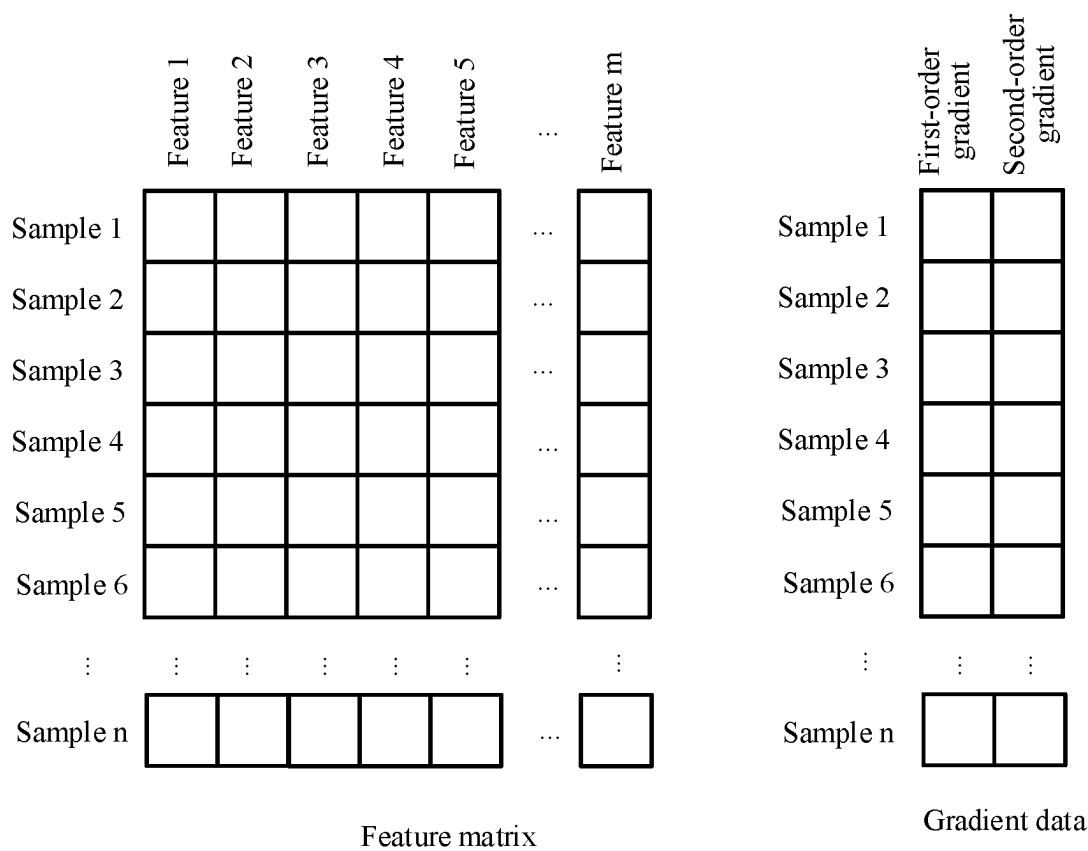 Feature 1
Feature 2
Feature 3
Feature 4
Feature 5
...
Feature m
First-order
gradient
Second-order
gradient
Sample 1
...
Sample 1
Sample 2
...
Sample 2
Sample 3
...
Sample 3
Sample 4
...
Sample 4
Sample 5
...
Sample 5
Sample 6
...
Sample 6
... ... ... ... ... ... ... ... ... ...
Sample n
...
Sample n
Feature matrix
Gradient data